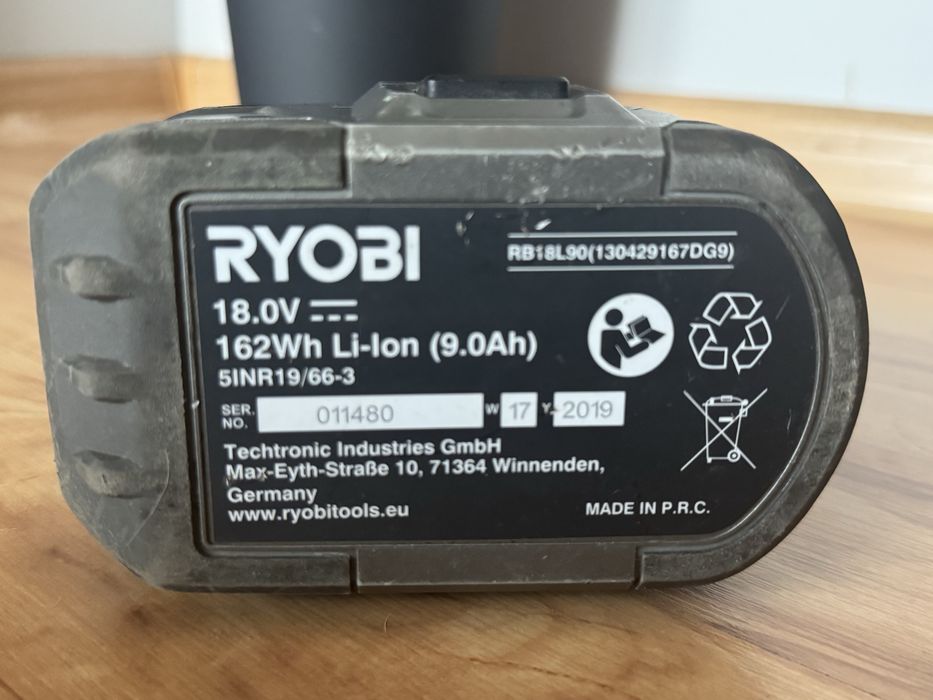 RYOBI
RB18L90(130429167DG9)
18.0V
162Wh Li-Ion (9.0Ah)
5INR19/66-3
SER. NO. 011480 W 17 Y 2019
Techtronic Industries GmbH
Max-Eyth-Straße 10, 71364 Winnenden,
Germany
www.ryobitools.eu
MADE IN P.R.C.